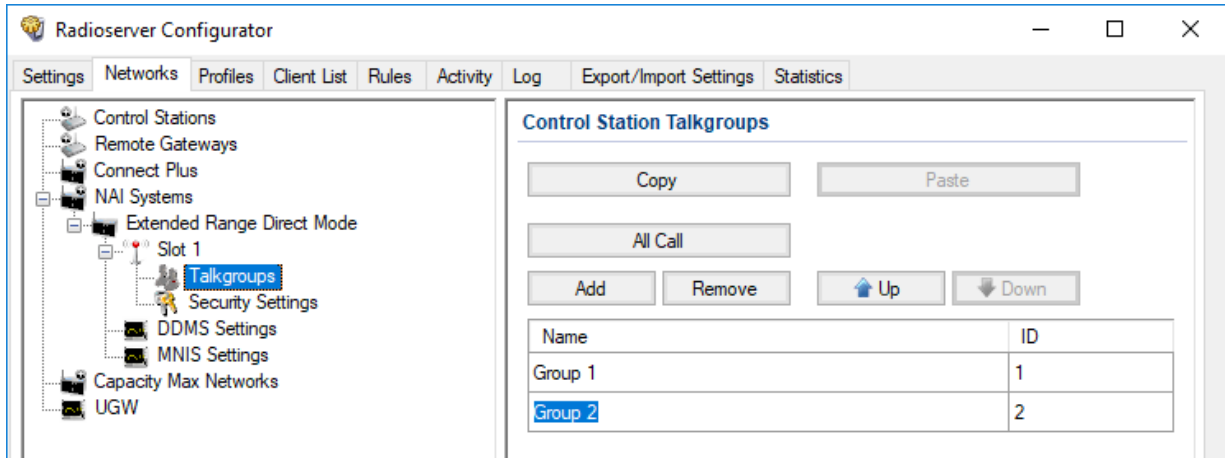 Radioserver Configurator
Settings Networks Profiles Client List Rules Activity Log Export/Import Settings Statistics
Control Stations
Remote Gateways
Connect Plus
NAI Systems
Extended Range Direct Mode
Slot 1
Talkgroups
Security Settings
DDMS Settings
MNIS Settings
Capacity Max Networks
UGW
Control Station Talkgroups
Copy Paste
All Call
Add Remove Up Down
Name ID
Group 1 1
Group 2 2